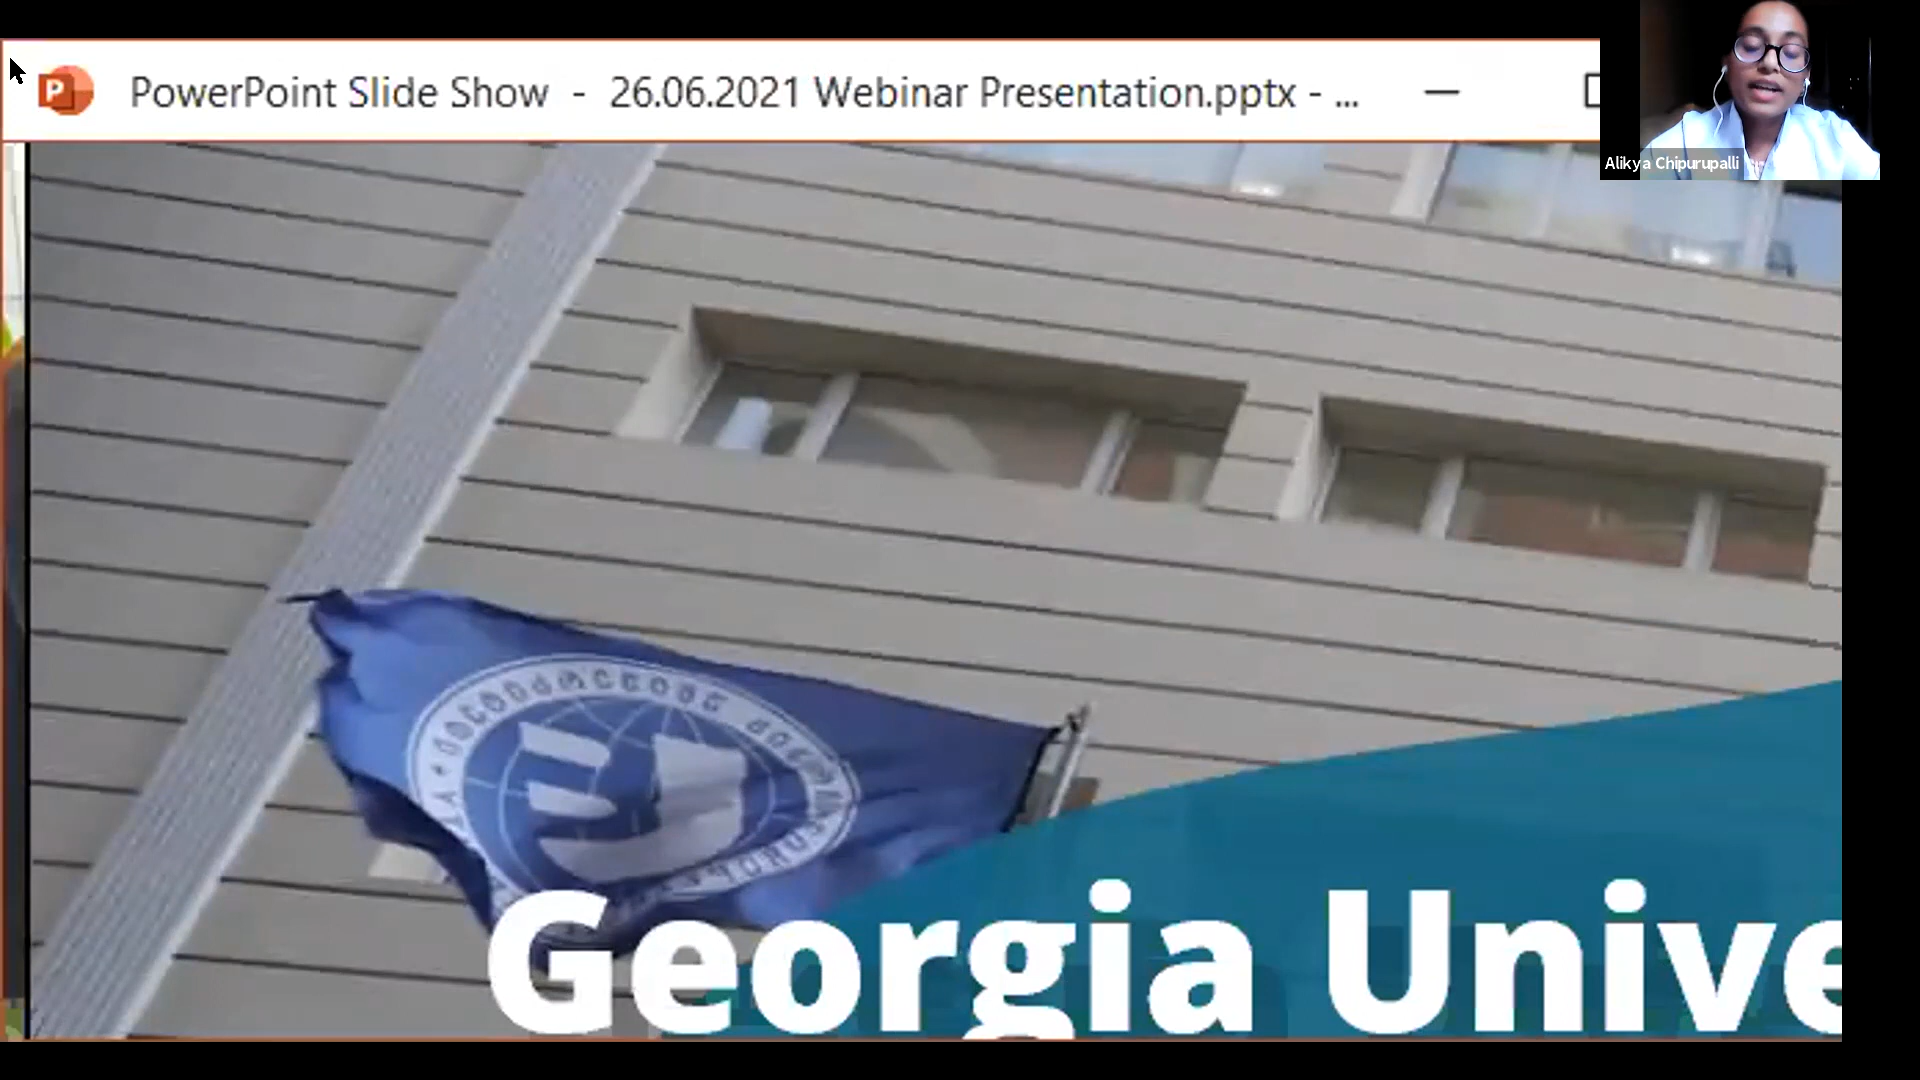 PowerPoint Slide Show - 26.06.2021 Webinar Presentation.pptx - ...
Alikya Chipurupalli
Georgia Unive